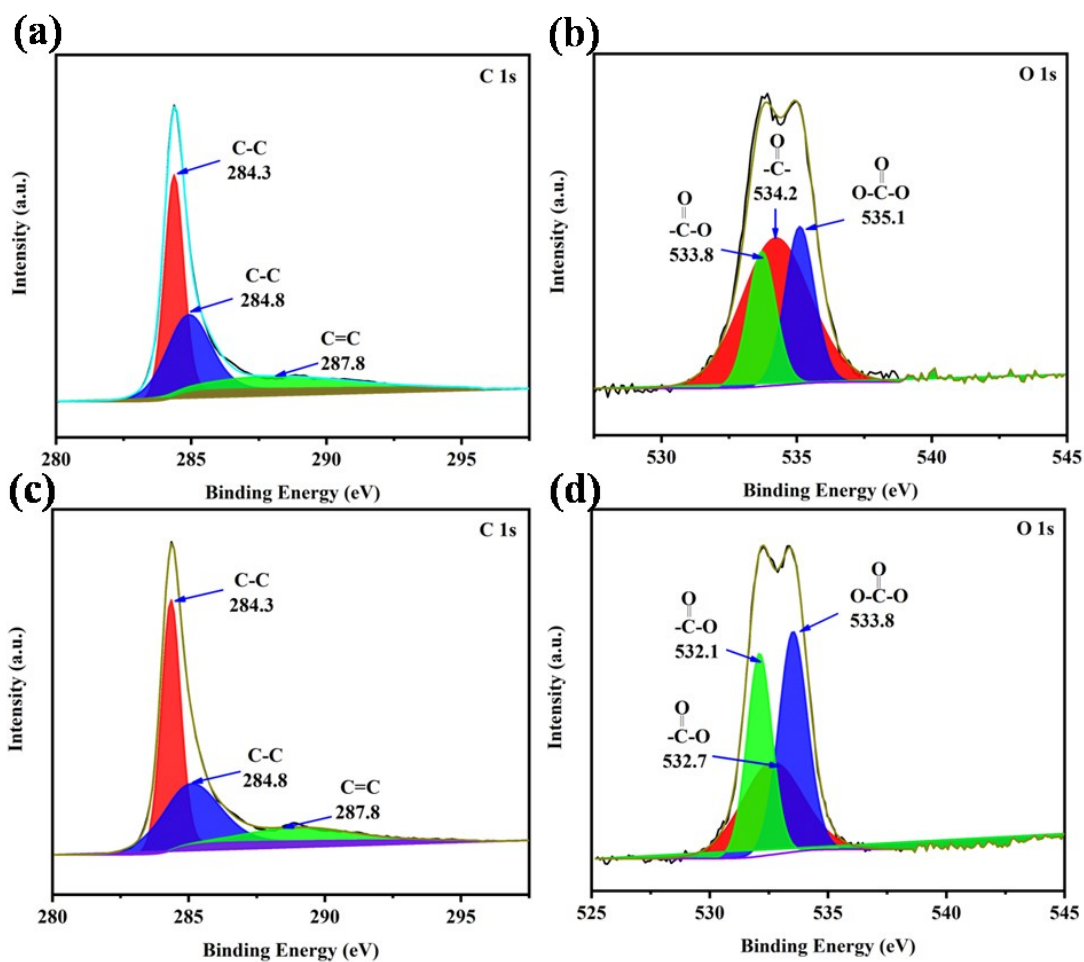 (a)
C 1s
C-C
284.3
C-C
284.8
C=C
287.8
Intensity (a.u.)
280 285 290 295
Binding Energy (eV)
(b)
O 1s
O
-C-
534.2
O
O-C-O
535.1
O
-C-O
533.8
Intensity (a.u.)
530 535 540 545
Binding Energy (eV)
(c)
C 1s
C-C
284.3
C-C
284.8
C=C
287.8
Intensity (a.u.)
280 285 290 295
Binding Energy (eV)
(d)
O 1s
O
O-C-O
533.8
O
-C-O
532.1
O
-C-O
532.7
Intensity (a.u.)
525 530 535 540 545
Binding Energy (eV)